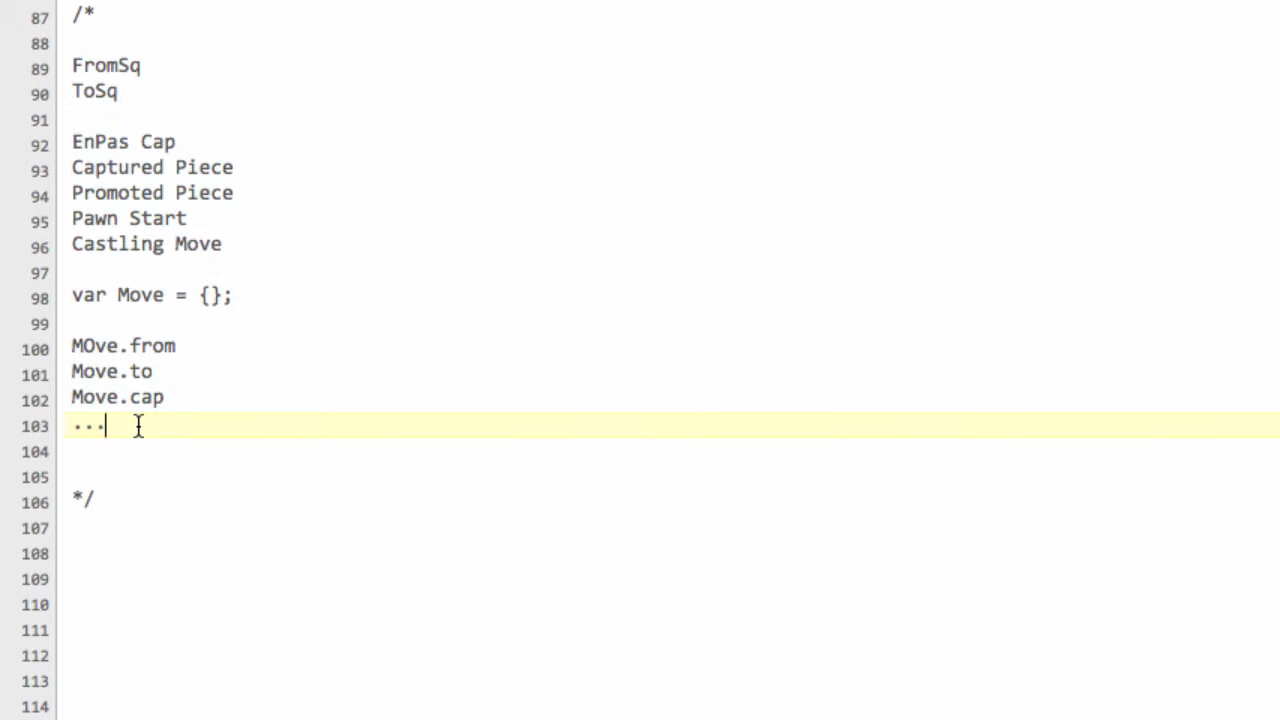 87 /*
88
89 FromSq
90 ToSq
91
92 EnPas Cap
93 Captured Piece
94 Promoted Piece
95 Pawn Start
96 Castling Move
97
98 var Move = {};
99
100 MOve.from
101 Move.to
102 Move.cap
103 ...
104
105
106 */
107
108
109
110
111
112
113
114